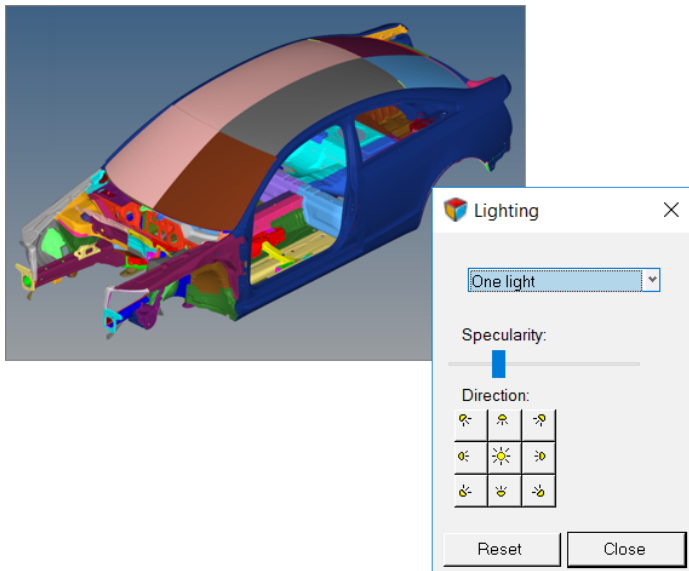 Lighting
One light
Specularity:
Direction:
Reset
Close